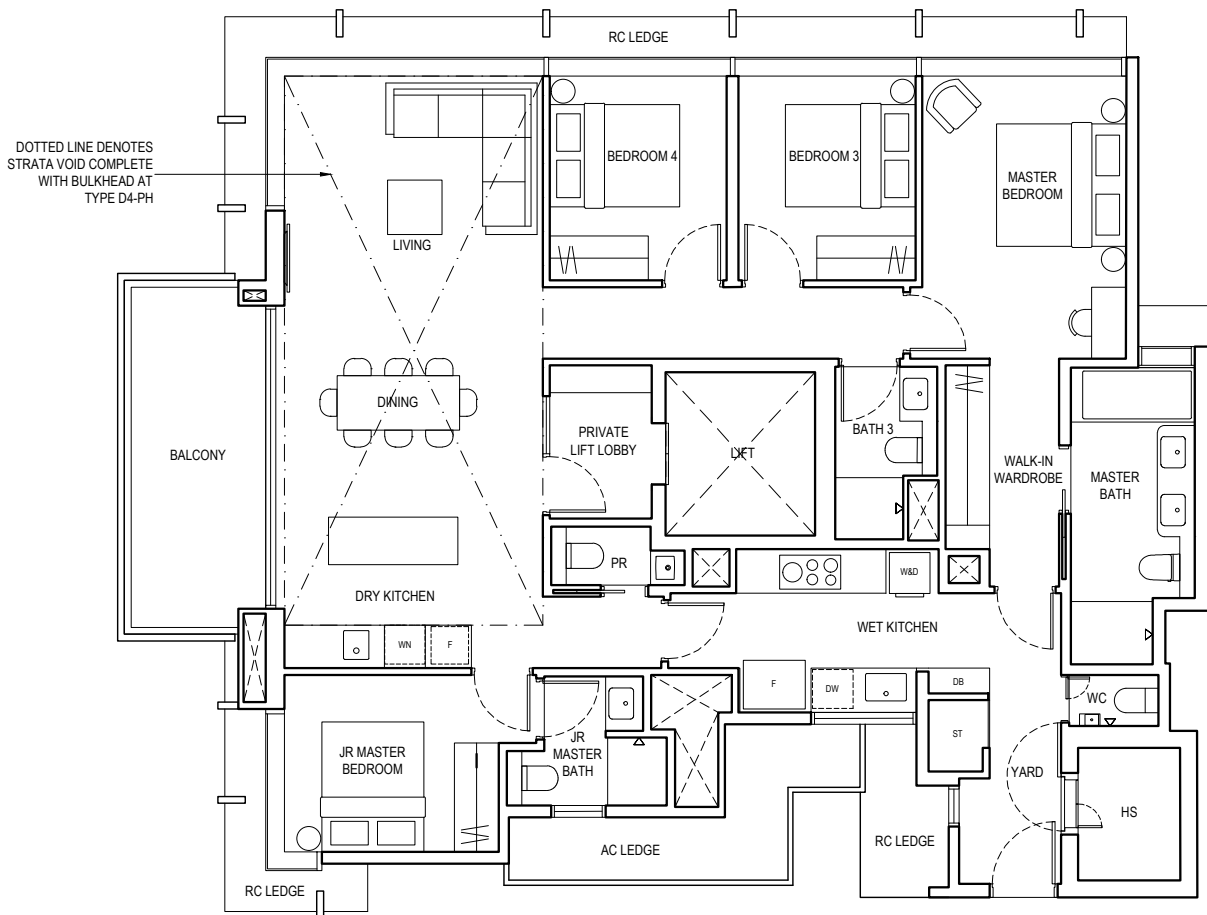 RC LEDGE
DOTTED LINE DENOTES
STRATA VOID COMPLETE
WITH BULKHEAD AT
TYPE D4-PH
BEDROOM 4
BEDROOM 3
MASTER
BEDROOM
LIVING
DINING
BALCONY
PRIVATE
LIFT LOBBY
LIFT
BATH 3
WALK-IN
WARDROBE
MASTER
BATH
PR
W&D
DRY KITCHEN
WET KITCHEN
WN
F
F
DW
DB
WC
ST
JR MASTER
BEDROOM
JR
MASTER
BATH
YARD
HS
AC LEDGE
RC LEDGE
RC LEDGE